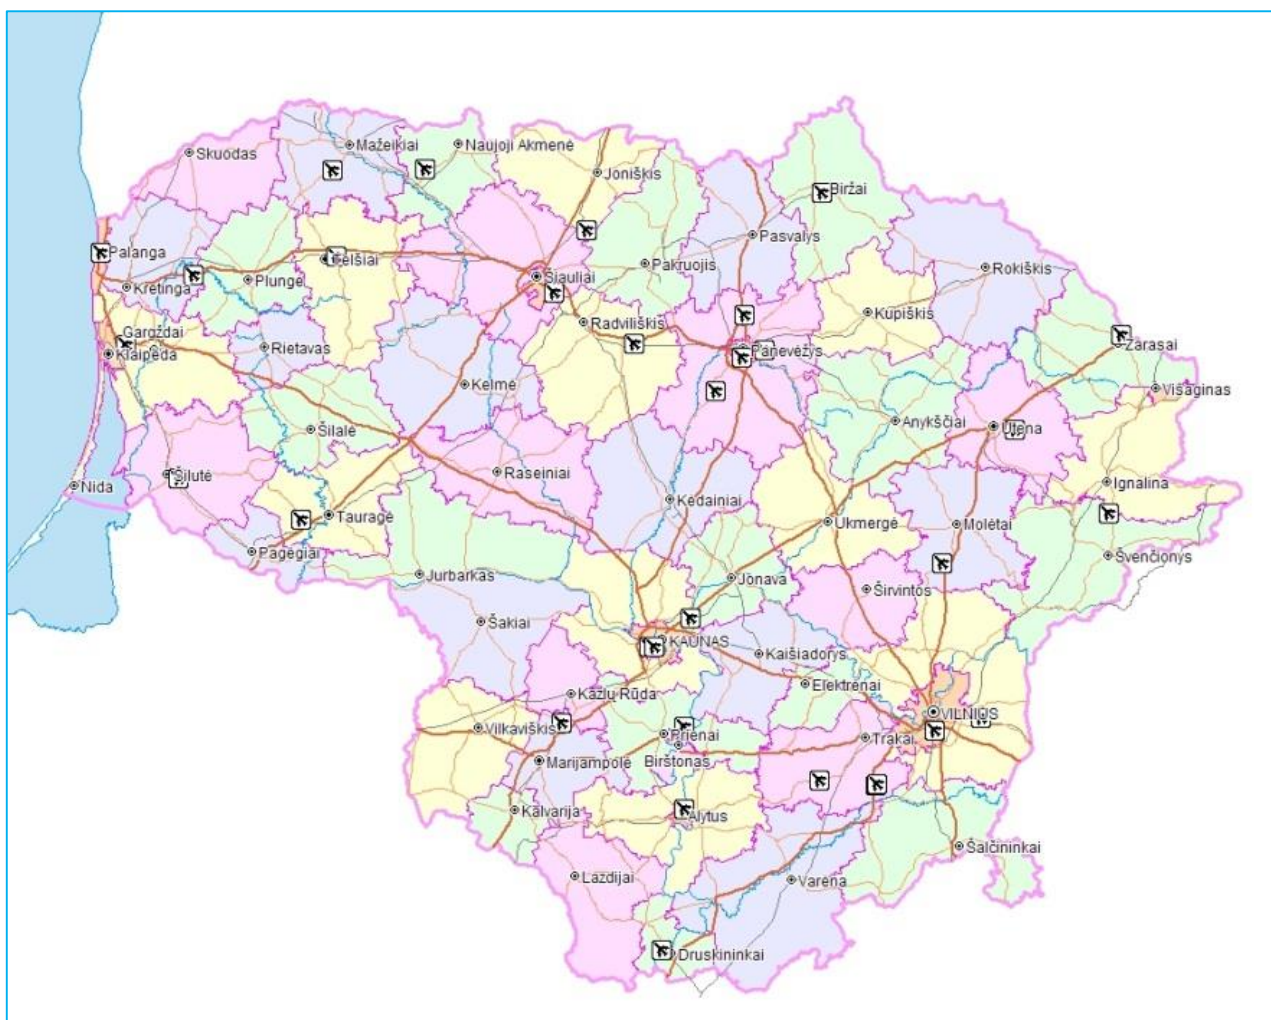 Mažeikiai
Naujoji Akmenė
Skuodas
Joniškis
Biržai
Pasvalys
Palanga
Telšiai
Pakruojis
Rokiškis
Plungė
Šiauliai
Kretinga
Kupiškis
Radviliškis
Gargždai
Zarasai
Rietavas
Panevėžys
Klaipėda
Kelmė
Visaginas
Anykščiai
Utena
Šilalė
Raseiniai
Šilutė
Ignalina
Nida
Kėdainiai
Tauragė
Ukmergė
Molėtai
Pagėgiai
Švenčionys
Jurbarkas
Jonava
Širvintos
Šakiai
KAUNAS
Kaišiadorys
Elektrėnai
Kazlų Rūda
VILNIUS
Vilkaviškis
Prienai
Trakai
Marijampolė
Birštonas
Kalvarija
Alytus
Šalčininkai
Lazdijai
Varėna
Druskininkai